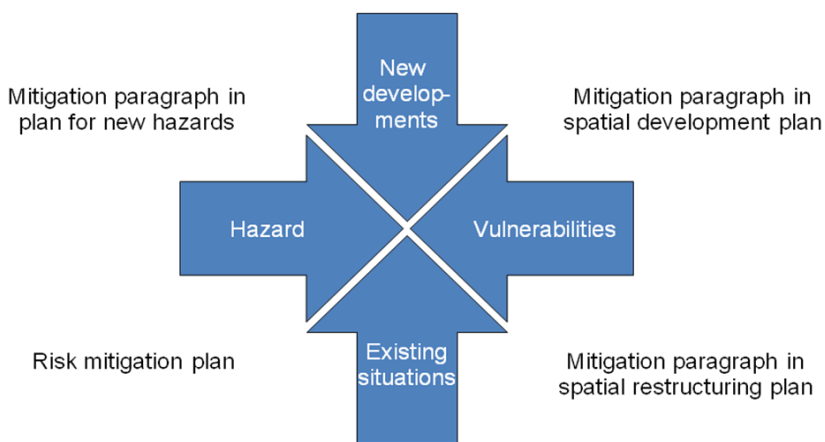 New
develop-
ments
Mitigation paragraph in
plan for new hazards
Mitigation paragraph in
spatial development plan
Hazard
Vulnerabilities
Risk mitigation plan
Existing
situations
Mitigation paragraph in
spatial restructuring plan